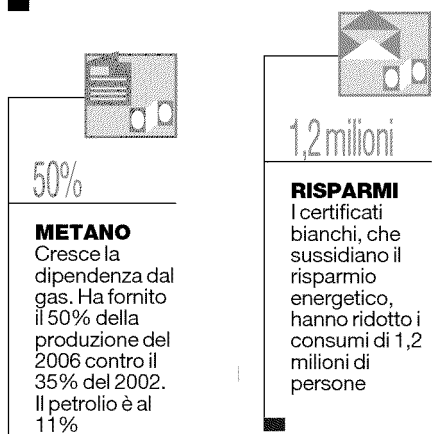 50%
METANO
Cresce la
dipendenza dal
gas. Ha fornito
il 50% della
produzione del
2006 contro il
35% del 2002.
Il petrolio è al
11%
1,2 milioni
RISPARMI
I certificati
bianchi, che
sussidiano il
risparmio
energetico,
hanno ridotto i
consumi di 1,2
milioni di
persone